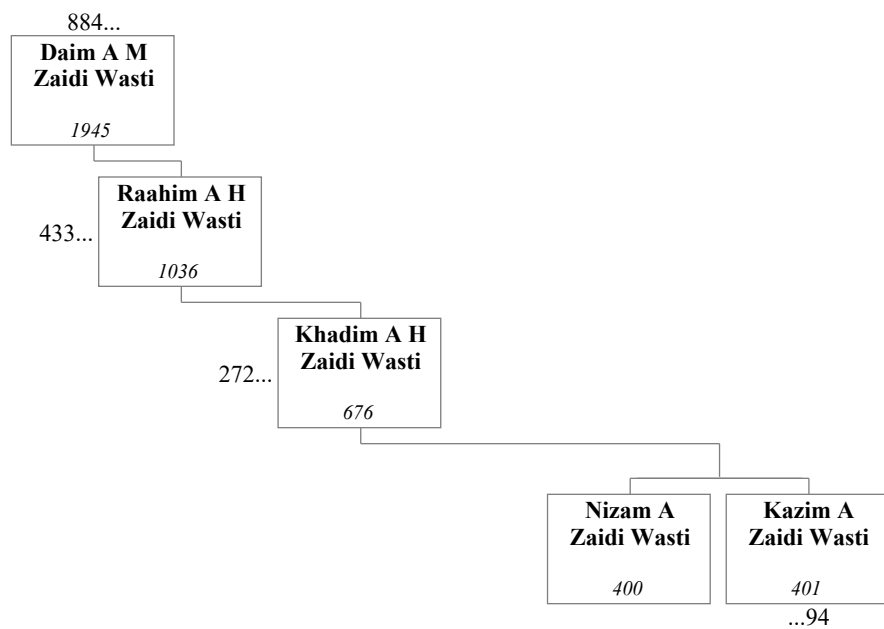 884...
Daim A M
Zaidi Wasti
1945
Raahim A H
Zaidi Wasti
433...
1036
Khadim A H
Zaidi Wasti
272...
676
Nizam A
Zaidi Wasti
400
Kazim A
Zaidi Wasti
401
...94